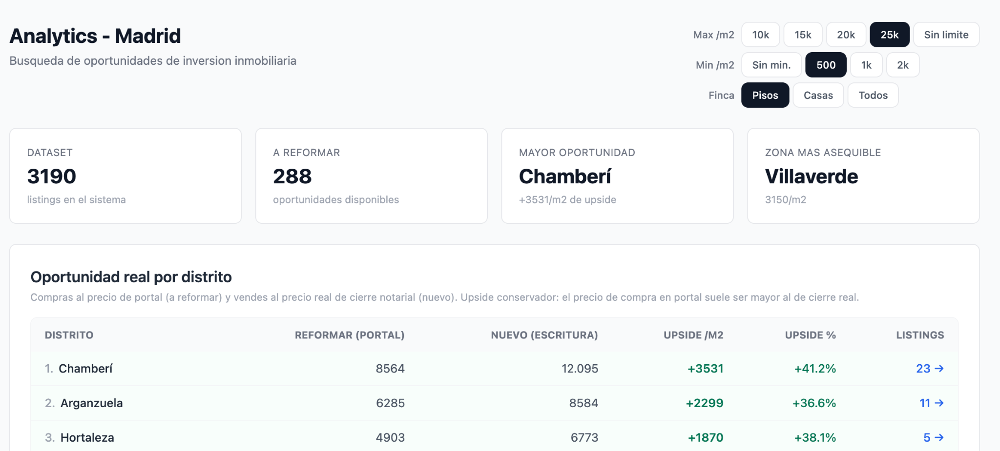 Analytics - Madrid
Busqueda de oportunidades de inversion inmobiliaria
Max /m2 10k 15k 20k 25k Sin limite
Min /m2 Sin min. 500 1k 2k
Finca Pisos Casas Todos
DATASET
3190
listings en el sistema
A REFORMAR
288
oportunidades disponibles
MAYOR OPORTUNIDAD
Chamberí
+3531/m2 de upside
ZONA MAS ASEQUIBLE
Villaverde
3150/m2
Oportunidad real por distrito
Compras al precio de portal (a reformar) y vendes al precio real de cierre notarial (nuevo). Upside conservador: el precio de compra en portal suele ser mayor al de cierre real.
DISTRITO REFORMAR (PORTAL) NUEVO (ESCRITURA) UPSIDE /M2 UPSIDE % LISTINGS
1. Chamberí 8564 12.095 +3531 +41.2% 23 →
2. Arganzuela 6285 8584 +2299 +36.6% 11 →
3. Hortaleza 4903 6773 +1870 +38.1% 5 →